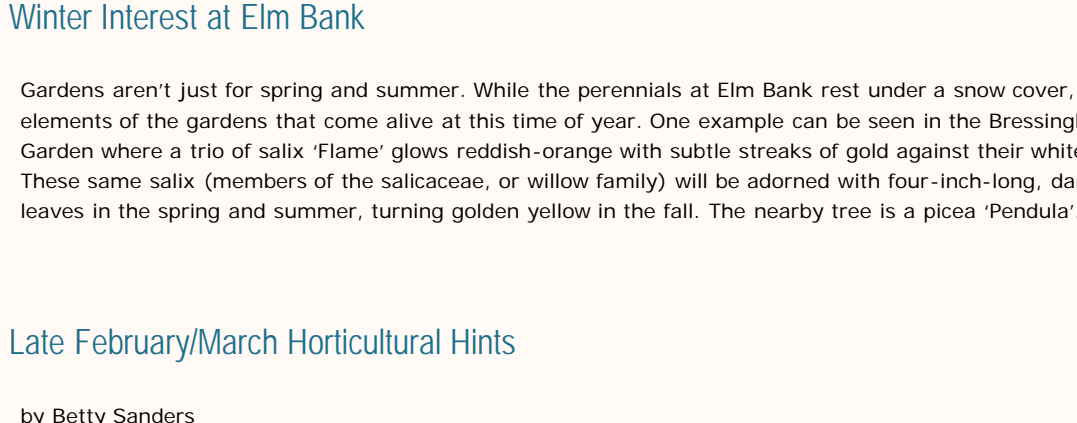 Winter Interest at Elm Bank
Gardens aren't just for spring and summer. While the perennials at Elm Bank rest under a snow cover,
elements of the gardens that come alive at this time of year. One example can be seen in the
Garden where a trio of salix ‘Flame’ glows reddish-orange with subtle streaks of gold against their
These same salix (members of the salicaceae, or willow family) will be adorned with four-inch-long,
leaves in the spring and summer, turning golden yellow in the fall. The nearby tree is a picea ‘Pendula’.
Late February/March Horticultural Hints
by Betty Sanders